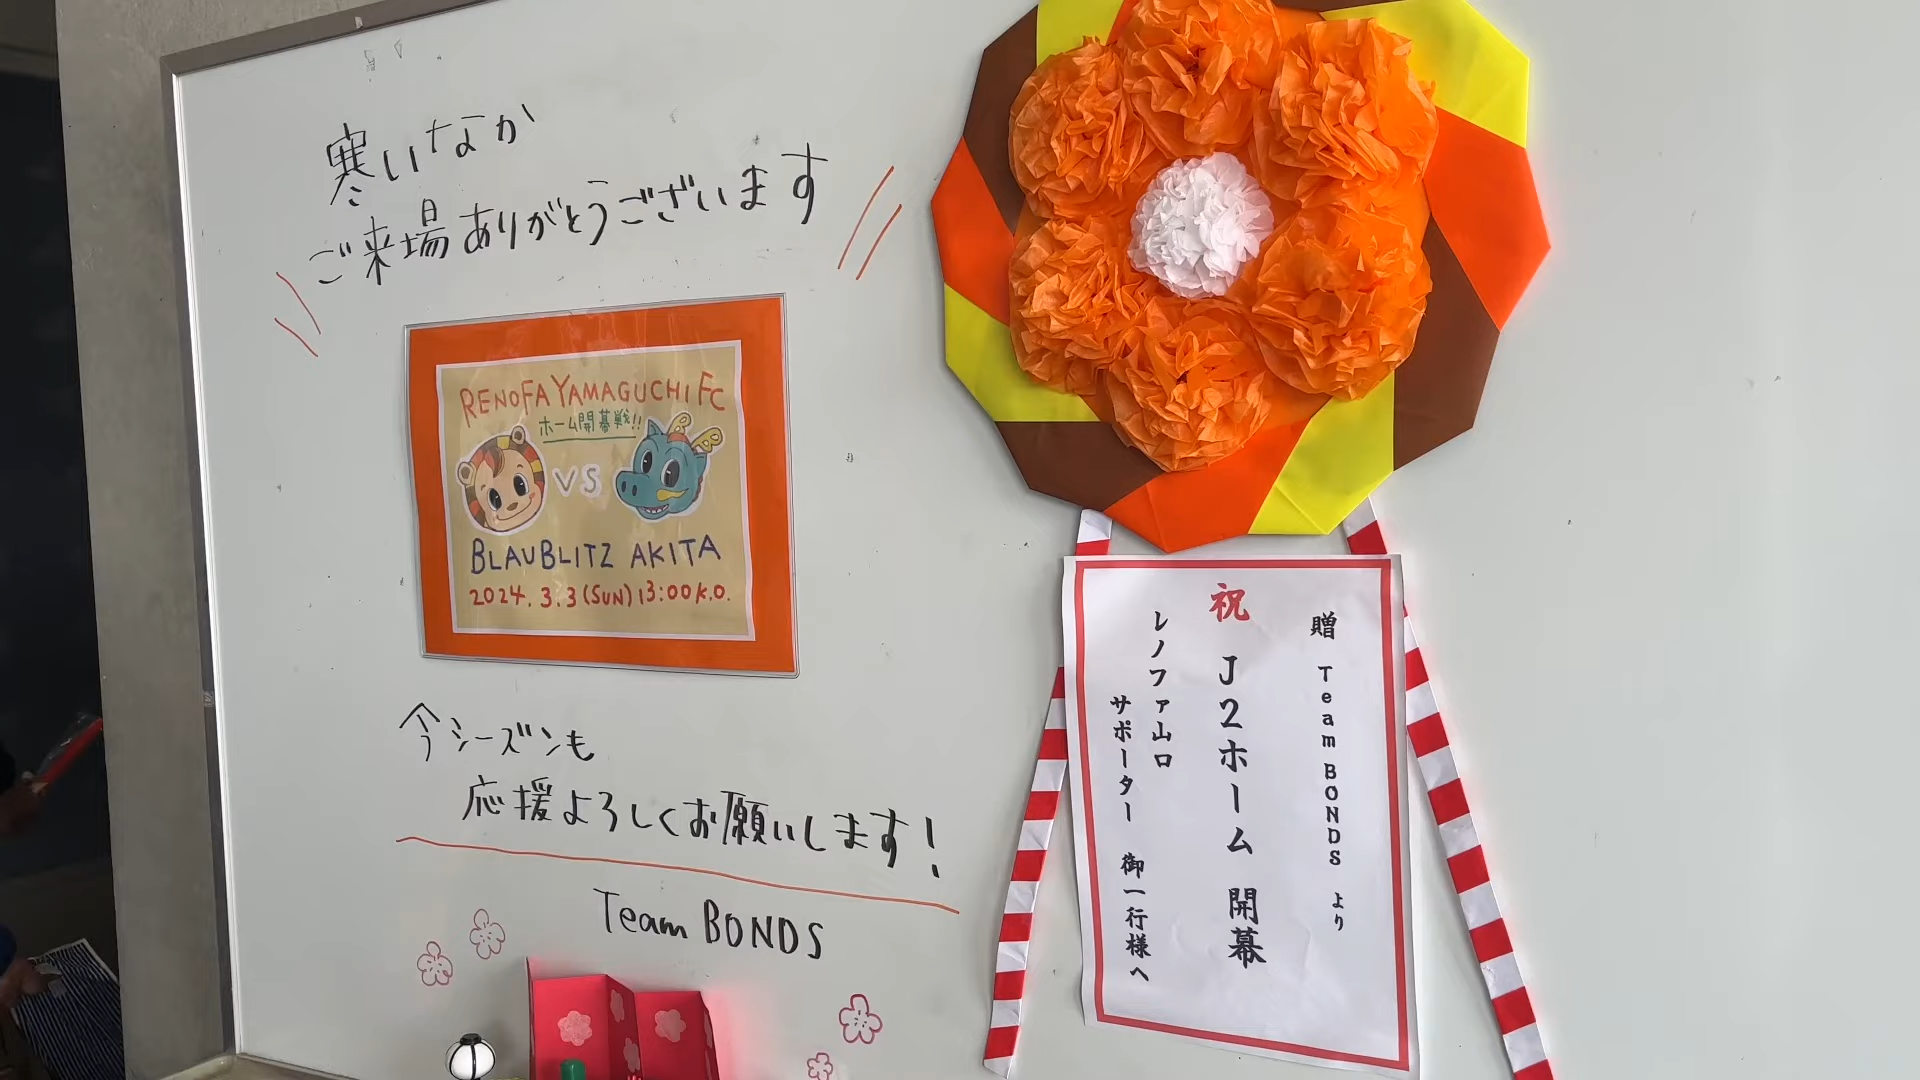 寒いなか
ご来場ありがとうございます
RENOFA YAMAGUCHI FC
ホーム開幕戦!!
VS
BLAUBLITZ AKITA
2024. 3. 3 (SUN) 13:00 K.O.
今シーズンも
応援よろしくお願いします!
Team BONDS
贈 Team BONDS より
祝 J2ホーム 開幕
レノファ山口
サポーター 御一行様へ